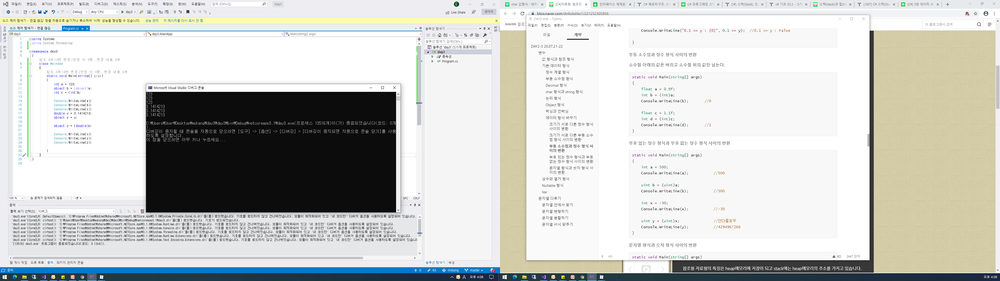 파일(F) 편집(E) 보기(V) 프로젝트(P) 빌드(B) 디버그(D) 테스트(S) 분석(N) 도구(T) 확장(X) 창(W) 도움말(H) 검색 (Ctrl+Q) day3
Debug Any CPU day3 Live Share 관리자
'소스 제어 탐색기 - 연결 끊김' 창을 자동으로 숨기거나 축소하여 '시작' 성능을 향상할 수 있습니다. 성능 관리 이 메시지를 다시 표시 안 함
서버 탐색기
도구 상자
소스 제어 탐색기 - 연결 끊김 Program.cs
day3 day3.MainApp Main(string[] args)
1 using System;
2 using System.Threading;
3
4 namespace day3
5 {
참조 0개|0번 변경|만든 이 0명, 변경 내용 0개
6 class MainApp
7 {
참조 0개|0번 변경|만든 이 0명, 변경 내용 0개
8 static void Main(string[] args)
9 {
10 int a = 123;
11 object b = (object)a;
12 int c = (int)b;
13
14 Console.WriteLine(a);
15 Console.WriteLine(b);
16 Console.WriteLine(c);
17 double x = 3.1414213;
18 object y = x;
19
20 object z = (double)y;
21
22 Console.WriteLine(x);
23 Console.WriteLine(y);
24 Console.WriteLine(z);
25
26 }
27 }
28 }
29
100 % 문제가 검색되지 않음 SPC CRLF
Microsoft Visual Studio 디버그 콘솔
123
123
123
3.1414213
3.1414213
3.1414213
C:₩Users₩User₩Desktop₩mskang₩day3₩day3₩bin₩Debug₩netcoreapp3.1₩day3.exe(프로세스 13516개)이(가) 종료되었습니다(코드: 0개
).
디버깅이 중지될 때 콘솔을 자동으로 닫으려면 [도구] -> [옵션] -> [디버깅] > [디버깅이 중지되면 자동으로 콘솔 닫기]를 사용
하도록 설정합니다.
이 창을 닫으려면 아무 키나 누르세요...
솔루션 탐색기
솔루션 탐색기 검색(Ctrl+;)
솔루션 'day3' (1/1개 프로젝트)
day3
종속성
C# Program.cs
솔루션 탐색기 속성
출력
출력 보기 선택(S): 디버그
'day3.exe'(CoreCLR: DefaultDomain): 'C:₩Program Files₩dotnet₩shared₩Microsoft.NETCore.App₩3.1.6₩System.Private.CoreLib.dll'을(를) 로드했습니다. 기호를 로드하지 않고 건너뛰었습니다. 모듈이 최적화되어 있고 '내 코드만' 디버거 옵션을 사용하도록 설정되어 있습니다.
'day3.exe'(CoreCLR: clrhost): 'C:₩Users₩User₩Desktop₩mskang₩day3₩day3₩bin₩Debug₩netcoreapp3.1₩day3.dll'을(를) 로드했습니다. 기호가 로드되었습니다.
'day3.exe'(CoreCLR: clrhost): 'C:₩Program Files₩dotnet₩shared₩Microsoft.NETCore.App₩3.1.6₩System.Runtime.dll'을(를) 로드했습니다. 기호를 로드하지 않고 건너뛰었습니다. 모듈이 최적화되어 있고 '내 코드만' 디버거 옵션을 사용하도록 설정되어 있습니다.
'day3.exe'(CoreCLR: clrhost): 'C:₩Program Files₩dotnet₩shared₩Microsoft.NETCore.App₩3.1.6₩System.Console.dll'을(를) 로드했습니다. 기호를 로드하지 않고 건너뛰었습니다. 모듈이 최적화되어 있고 '내 코드만' 디버거 옵션을 사용하도록 설정되어 있습니다.
'day3.exe'(CoreCLR: clrhost): 'C:₩Program Files₩dotnet₩shared₩Microsoft.NETCore.App₩3.1.6₩System.Threading.dll'을(를) 로드했습니다. 기호를 로드하지 않고 건너뛰었습니다. 모듈이 최적화되어 있고 '내 코드만' 디버거 옵션을 사용하도록 설정되어 있습니다.
'day3.exe'(CoreCLR: clrhost): 'C:₩Program Files₩dotnet₩shared₩Microsoft.NETCore.App₩3.1.6₩System.Runtime.Extensions.dll'을(를) 로드했습니다. 기호를 로드하지 않고 건너뛰었습니다. 모듈이 최적화되어 있고 '내 코드만' 디버거 옵션을 사용하도록 설정되어 있습니다.
'day3.exe'(CoreCLR: clrhost): 'C:₩Program Files₩dotnet₩shared₩Microsoft.NETCore.App₩3.1.6₩System.Text.Encoding.Extensions.dll'을(를) 로드했습니다. 기호를 로드하지 않고 건너뛰었습니다. 모듈이 최적화되어 있고 '내 코드만' 디버거 옵션을 사용하도록 설정되어 있습니다
'[13516] day3.exe' 프로그램이 종료되었습니다(코드: 0 (0x0)).
웹 게시 작업 오류 목록 출력 패키지 관리자 콘솔
준비 0 63 mskang master 2
A 오후 4:08
char 값형식 : 네이 [C#]자료형: 참조형 인터페이스 예제들 C# 메모리구조, 스 C# 프로그래밍 스택 C#) 스택(Stack), 힙 c# 기초 03.2 - 스택 스택(stack)과 힙(he [.NET] C# 스택(Sta [C#] 3장 데이터 보
blog.naver.com/dnltjdghks1/221252305856
NAVER 블로그 이 블로그에서 검색
DAY2.md• - Typora
파일(F) 편집(E) 본문(P) 서식(O) 보기(V) 테마(T) 도움말(H)
파일 개략
DAY2-3 20.07.21-22
변수
값 형식과 참조 형식
기본 데이터 형식
정수 계열 형식
부동 소수점 형식
Decimal 형식
char 형식과 string 형식
논리 형식
Object 형식
박싱과 언박싱
데이터 형식 바꾸기
크기가 서로 다른 정수 형식
사이의 변환
크기가 서로 다른 부동 소수
점 형식 사이의 변환
부동 소수점과 정수 형식 사
이의 변환
부호 있는 정수 형식과 부호
없는 정수 형식 사이의 변환
문자열 형식과 숫자 형식 사
이의 변환
상수와 열거 형식
Nullable 형식
Var
문자열 다루기
문자열 안에서 찾기
문자열 변형하기
문자열 분할하기
문자열 서식 맞추기
Console.WriteLine("0.1 == y : {0}", 0.1 == y); //0.1 == y : False
}
부동 소수점과 정수 형식 사이의 변환
소수점 아래의 값은 버리고 소수점 위의 값만 남는다.
static void Main(string[] args)
{
float a = 0.9f;
int b = (int)a;
Console.WriteLine(b); //0
float c = 1.1f;
int d = (int)c;
Console.WriteLine(d); //1
}
부호 있는 정수 형식과 부호 없는 정수 형식 사이의 변환
static void Main(string[] args)
{
int a = 500;
Console.WriteLine(a); //500
uint b = (uint)a;
Console.WriteLine(b); //500
int x = -30;
Console.WriteLine(x); //-30
uint y = (uint)x; //언더플로우
Console.WriteLine(y); //4294967266
}
문자열 형식과 숫자 형식 사이의 변환
static void Main(string[] args)
KO 2447 단어
참조형 자료형의 특징은 heap메모리에 저장이 되고 stack에는 heap메모리의 주소를 가지고 있습니다.
오후 4:08